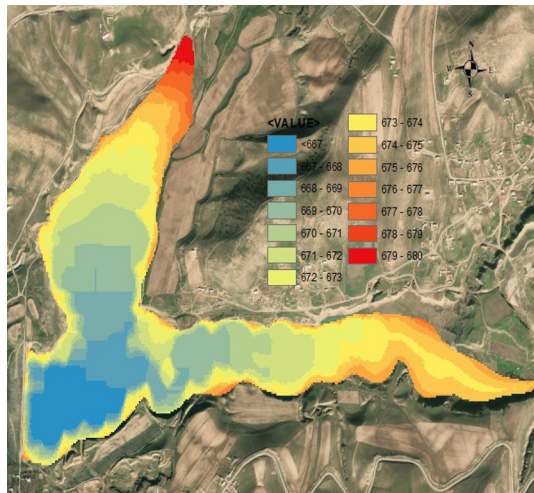 N
W E
S
<VALUE>
<667
667 - 668
668 - 669
669 - 670
670 - 671
671 - 672
672 - 673
673 - 674
674 - 675
675 - 676
676 - 677
677 - 678
678 - 679
679 - 680